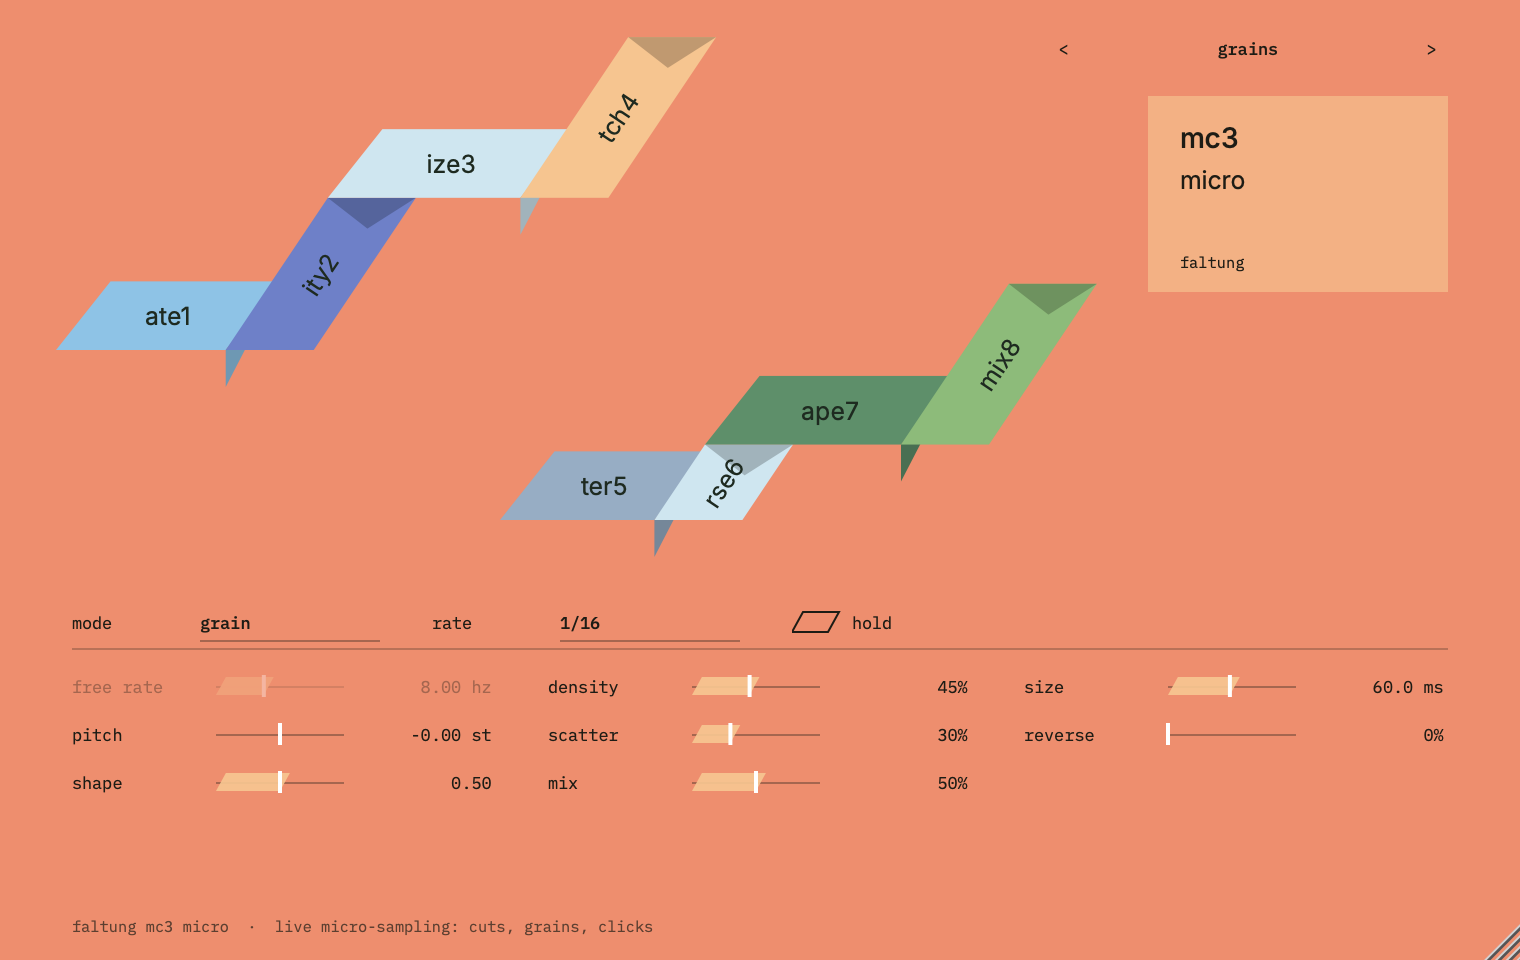 < grains >
mc3
micro
faltung
tch4
ize3
ity2
ate1
mix8
ape7
rse6
ter5
mode grain rate 1/16 hold
free rate 8.00 hz density 45% size 60.0 ms
pitch -0.00 st scatter 30% reverse 0%
shape 0.50 mix 50%
faltung mc3 micro · live micro-sampling: cuts, grains, clicks